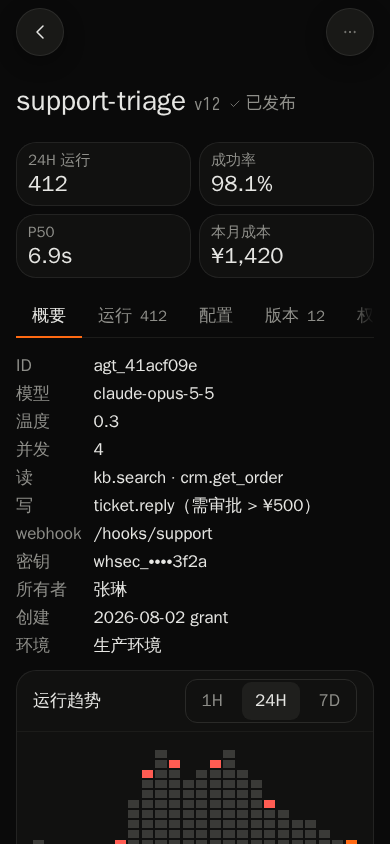 support-triage v12 ✓ 已发布
24H 运行
412
成功率
98.1%
P50
6.9s
本月成本
¥1,420
概要 运行 412 配置 版本 12 权
ID agt_41acf09e
模型 claude-opus-5-5
温度 0.3
并发 4
读 kb.search · crm.get_order
写 ticket.reply（需审批 > ¥500）
webhook /hooks/support
密钥 whsec_••••3f2a
所有者 张琳
创建 2026-08-02 grant
环境 生产环境
运行趋势 1H 24H 7D